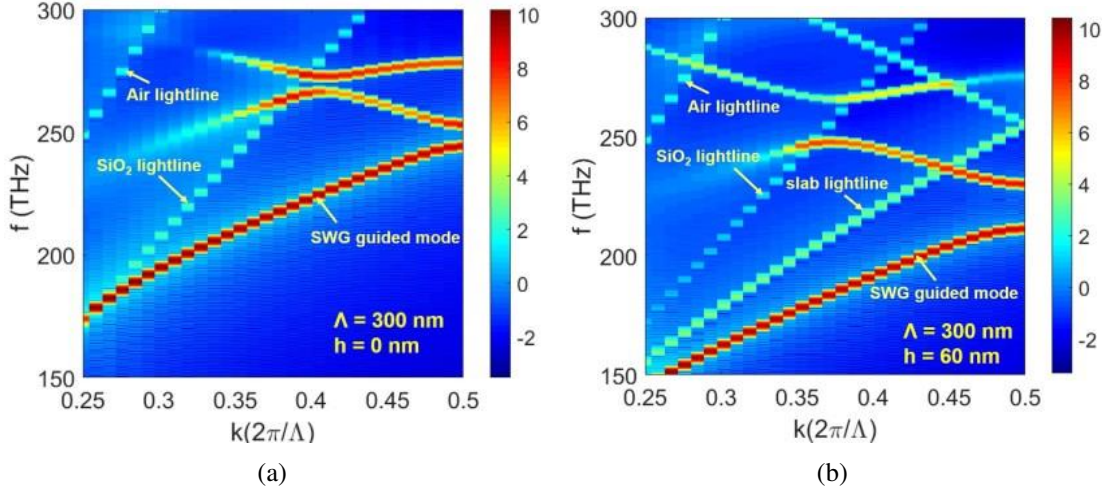 300
250
200
150
f (THz)
0.25 0.3 0.35 0.4 0.45 0.5
k(2π/Λ)
Air lightline
SiO₂ lightline
SWG guided mode
Λ = 300 nm
h = 0 nm
10
8
6
4
2
0
-2
(a)
300
250
200
150
f (THz)
0.25 0.3 0.35 0.4 0.45 0.5
k(2π/Λ)
Air lightline
SiO₂ lightline
slab lightline
SWG guided mode
Λ = 300 nm
h = 60 nm
10
8
6
4
2
0
-2
(b)